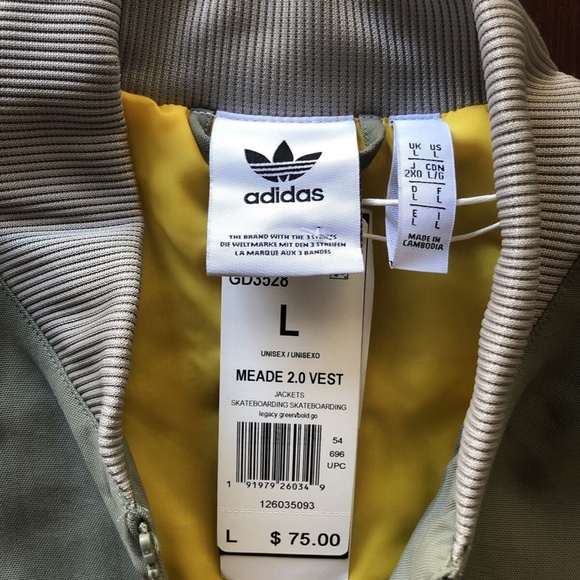 adidas
THE BRAND WITH THE 3 STRIPES
DIE WELTMARKE MIT DEN 3 STREIFEN
LA MARQUE AUX 3 BANDES
UK US
L L
J CDN
2XO L/G
D F
L L
E I
L L
MADE IN
CAMBODIA
GD3528
L
UNISEX / UNISEXO
MEADE 2.0 VEST
JACKETS
SKATEBOARDING SKATEBOARDING
legacy green/bold go
54
696
UPC
1 91979 26034 9
126035093
L $ 75.00